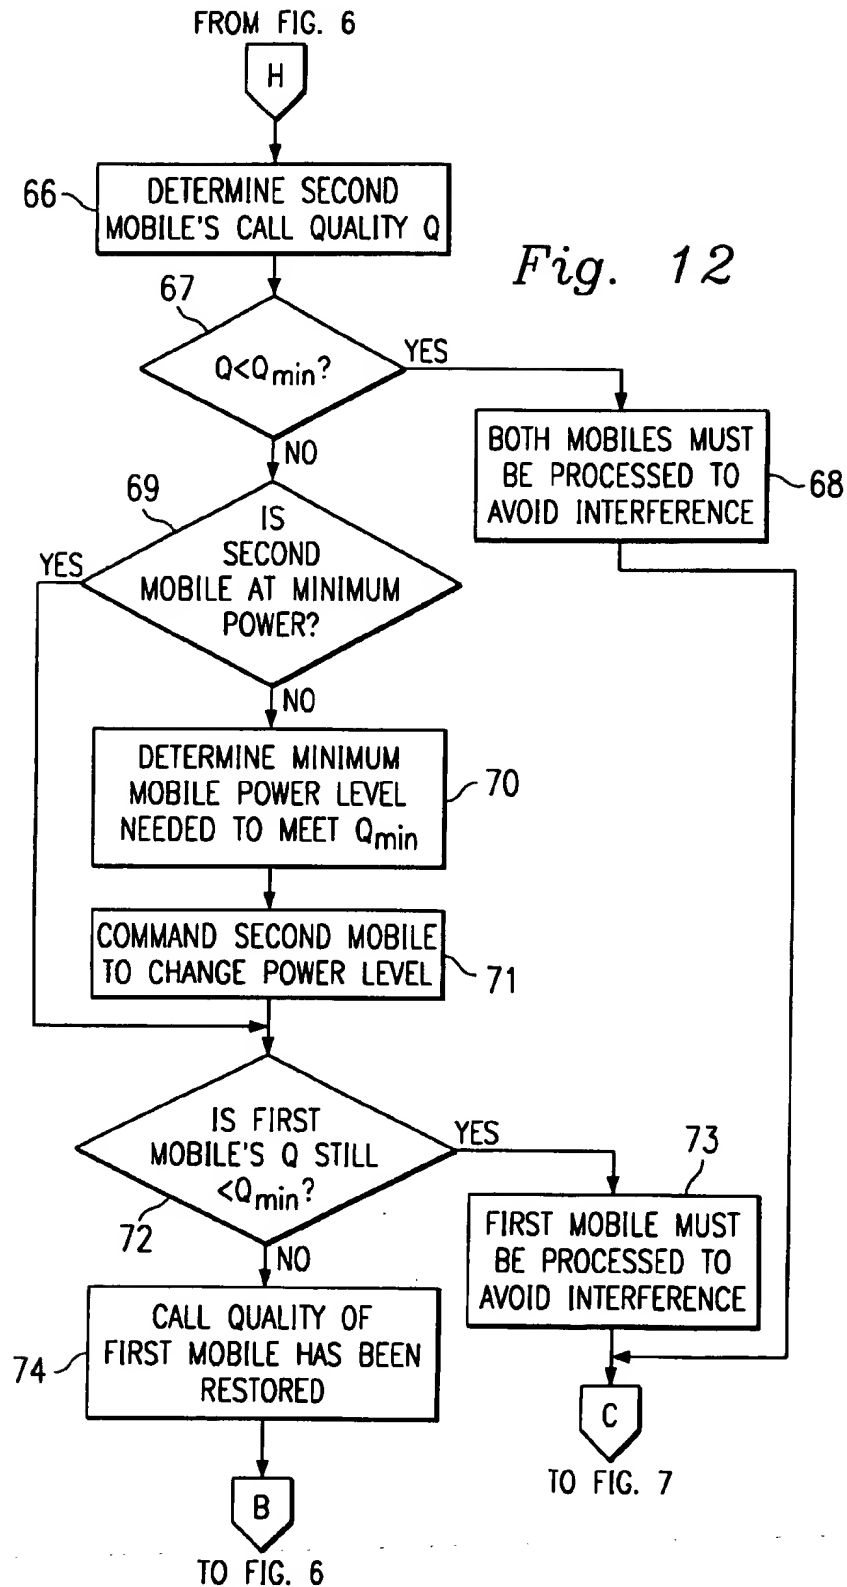 FROM FIG. 6
H
66
DETERMINE SECOND
MOBILE'S CALL QUALITY Q
Fig. 12
67
Q<Qmin?
YES
NO
BOTH MOBILES MUST
BE PROCESSED TO
AVOID INTERFERENCE
68
69
IS
SECOND
MOBILE AT MINIMUM
POWER?
YES
NO
DETERMINE MINIMUM
MOBILE POWER LEVEL
NEEDED TO MEET Qmin
70
COMMAND SECOND MOBILE
TO CHANGE POWER LEVEL
71
IS FIRST
MOBILE'S Q STILL
<Qmin?
72
YES
NO
73
FIRST MOBILE MUST
BE PROCESSED TO
AVOID INTERFERENCE
74
CALL QUALITY OF
FIRST MOBILE HAS BEEN
RESTORED
C
TO FIG. 7
B
TO FIG. 6